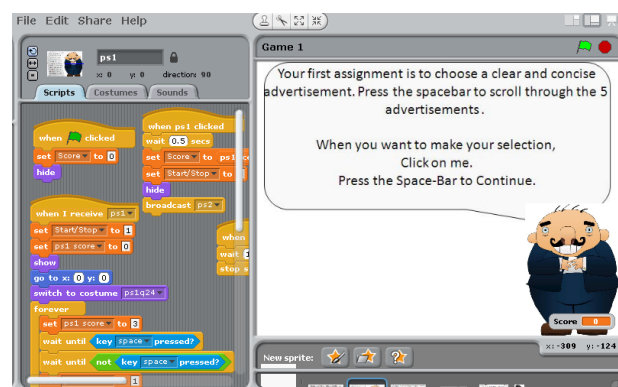 File Edit Share Help
ps1
x: 0 y: 0 direction: 90
Scripts Costumes Sounds
when clicked
set Score to 0
hide
when ps1 clicked
wait 0.5 secs
set Score to ps1
set Start/Stop to
hide
broadcast ps2
when I receive ps1
set Start/Stop to 1
set ps1 score to 0
show
go to x: 0 y: 0
switch to costume ps1q24
forever
set ps1 score to 3
wait until key space pressed?
wait until not key space pressed?
1
when
wait
stop s
Game 1
Your first assignment is to choose a clear and concise
advertisement. Press the spacebar to scroll through the 5
advertisements.
When you want to make your selection,
Click on me.
Press the Space-Bar to Continue.
Score 0
x: -309 y: -124
New sprite: